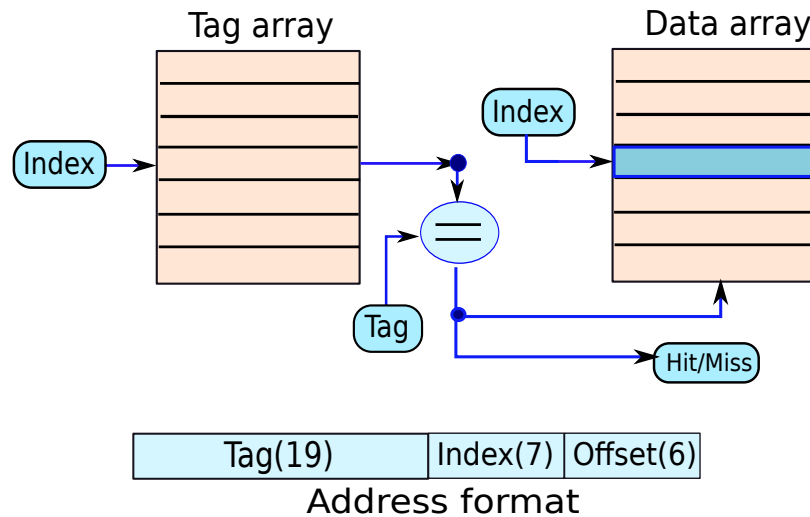 Tag array
Data array
Index
Index
Tag
Hit/Miss
Tag(19)
Index(7)
Offset(6)
Address format